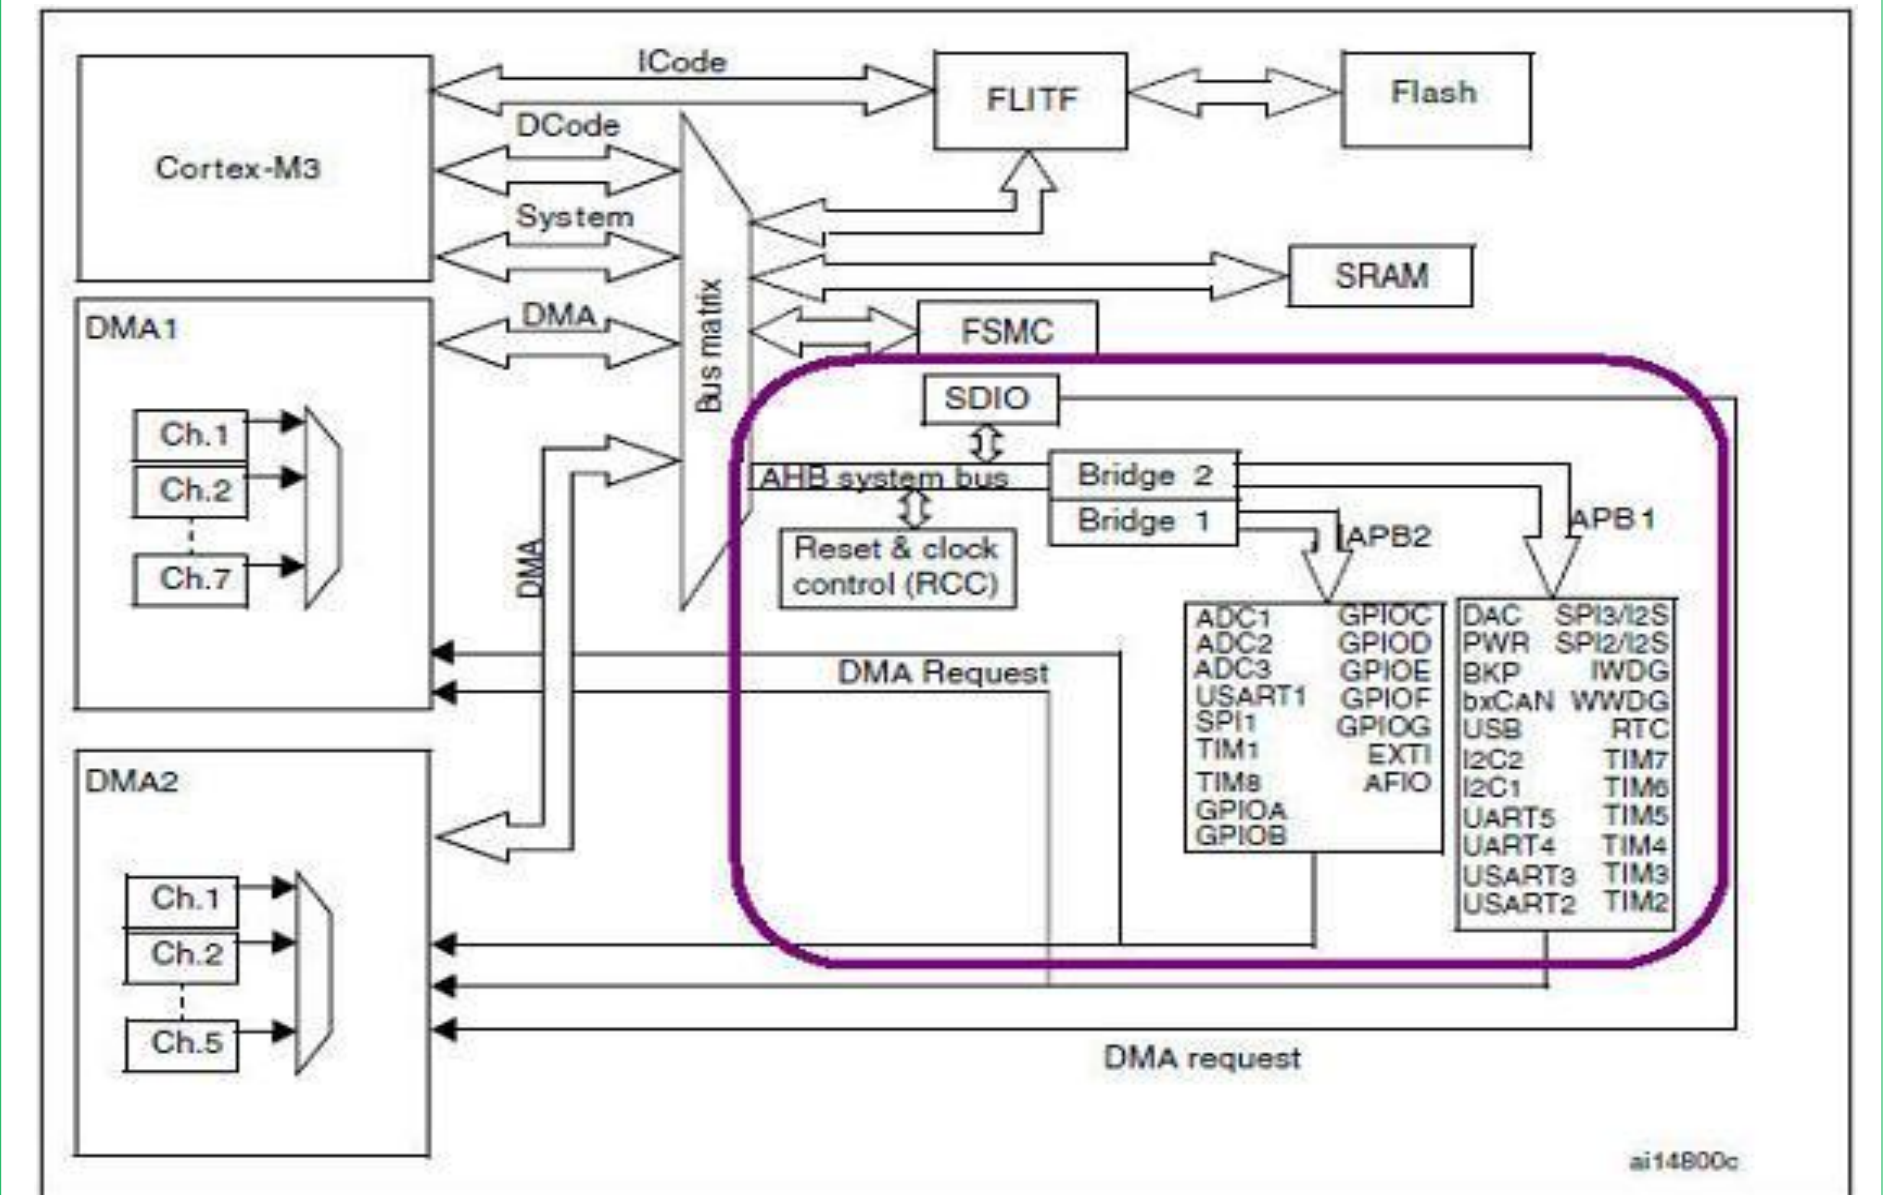 ICode
FLITF
Flash
DCode
Cortex-M3
System
SRAM
DMA1
DMA
FSMC
Bus matrix
SDIO
Ch.1
AHB system bus
Bridge 2
Ch.2
Bridge 1
APB1
APB2
Reset & clock
control (RCC)
DMA
Ch.7
ADC1 GPIOC
ADC2 GPIOD
ADC3 GPIOE
USART1 GPIOF
SPI1 GPIOG
TIM1 EXTI
TIM8 AFIO
GPIOA
GPIOB
DAC SPI3/I2S
PWR SPI2/I2S
BKP IWDG
bxCAN WWDG
USB RTC
I2C2 TIM7
I2C1 TIM6
UART5 TIM5
UART4 TIM4
USART3 TIM3
USART2 TIM2
DMA Request
DMA2
Ch.1
Ch.2
Ch.5
DMA request
ai14800c